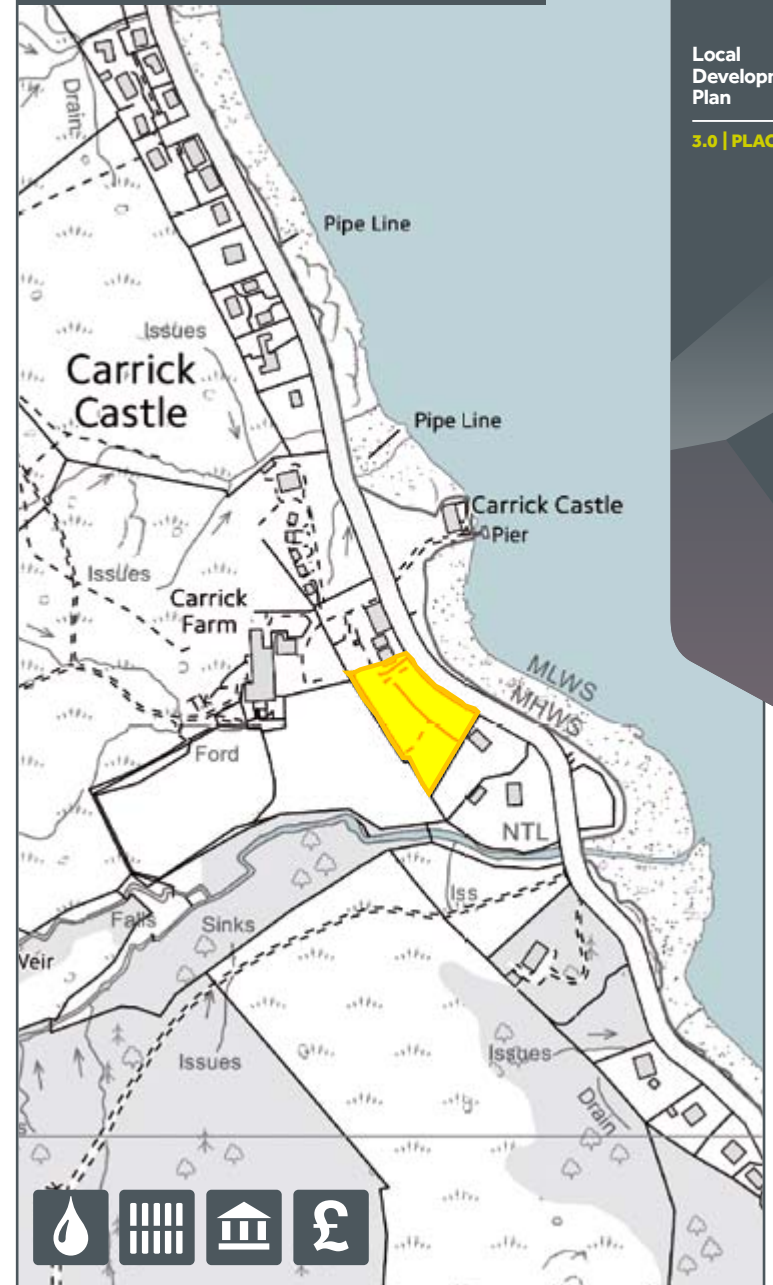 Local
Developm
Plan
3.0 | PLAC
Drain
Pipe Line
Issues
Carrick
Castle
Pipe Line
Carrick Castle
Pier
Issues
Carrick
Farm
MLWS
MHWS
Tk
Ford
NTL
Iss
Falls
Sinks
Weir
Issues
Issues
Drain
£